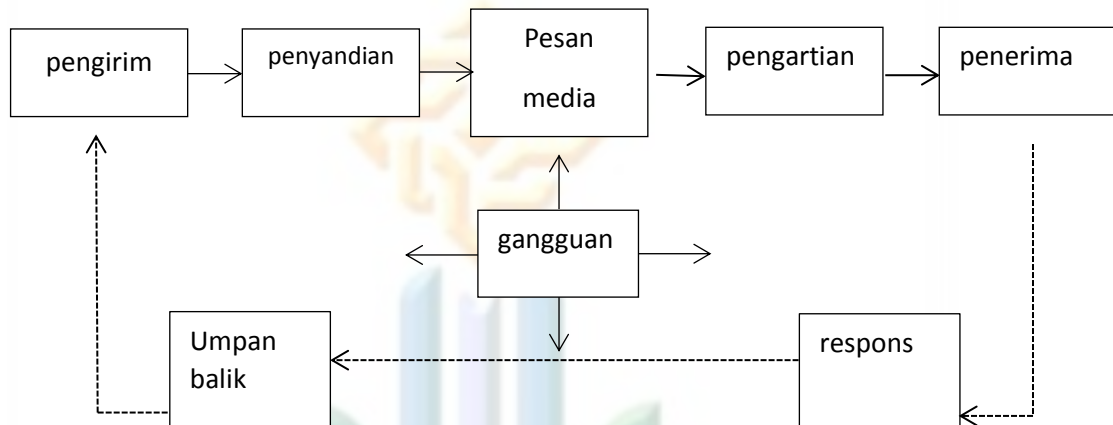 pengirim
penyandian
Pesan
media
pengartian
penerima
gangguan
Umpan
balik
respons